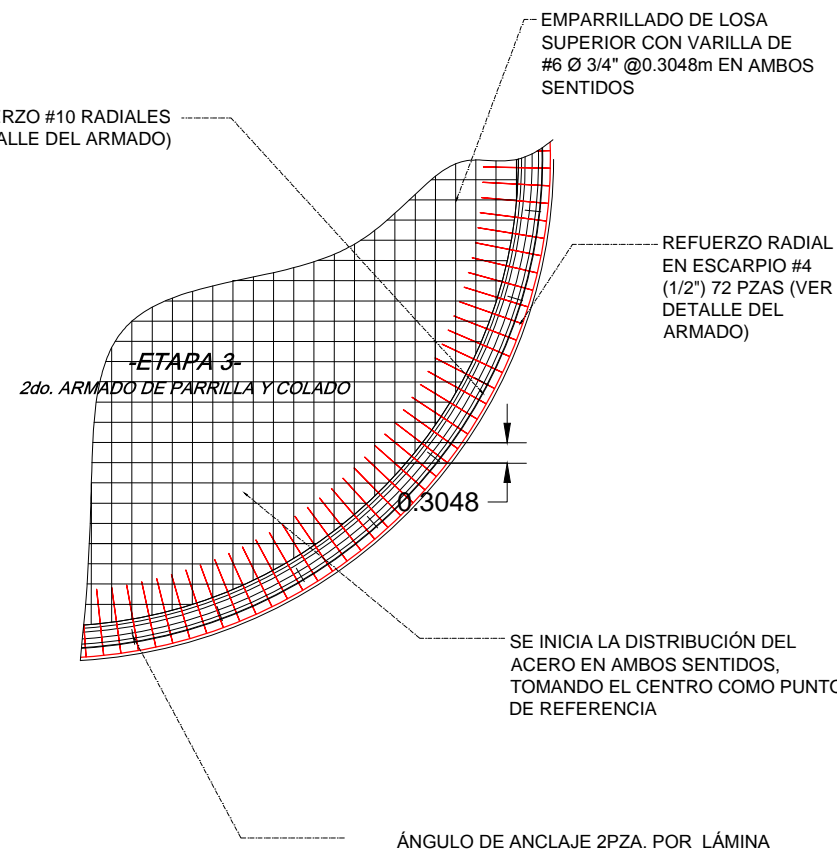 EMPARRILLADO DE LOSA
SUPERIOR CON VARILLA DE
#6 Ø 3/4" @0.3048m EN AMBOS
SENTIDOS
ERZO #10 RADIALES
ALLE DEL ARMADO)
REFUERZO RADIAL
EN ESCARPIO #4
(1/2") 72 PZAS (VER
DETALLE DEL
ARMADO)
-ETAPA 3-
2do. ARMADO DE PARRILLA Y COLADO
0.3048
SE INICIA LA DISTRIBUCIÓN DEL
ACERO EN AMBOS SENTIDOS,
TOMANDO EL CENTRO COMO PUNTO
DE REFERENCIA
ÁNGULO DE ANCLAJE 2PZA. POR LÁMINA